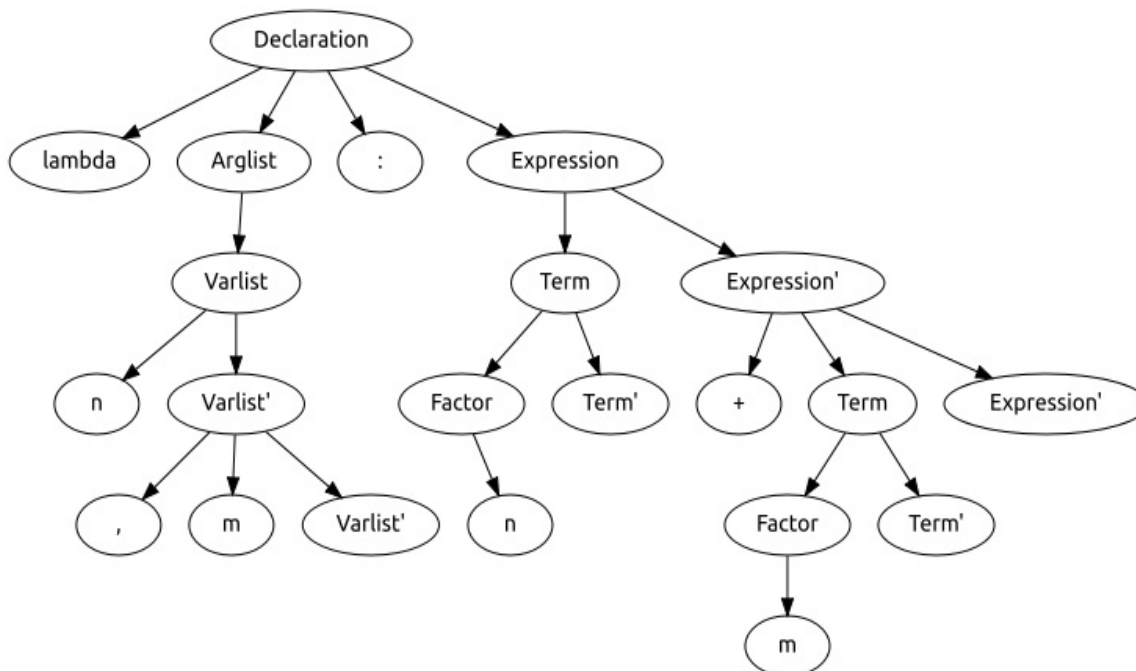 Declaration
lambda Arglist : Expression
Varlist Term Expression'
n Varlist' Factor Term' + Term Expression'
, m Varlist' n Factor Term'
m